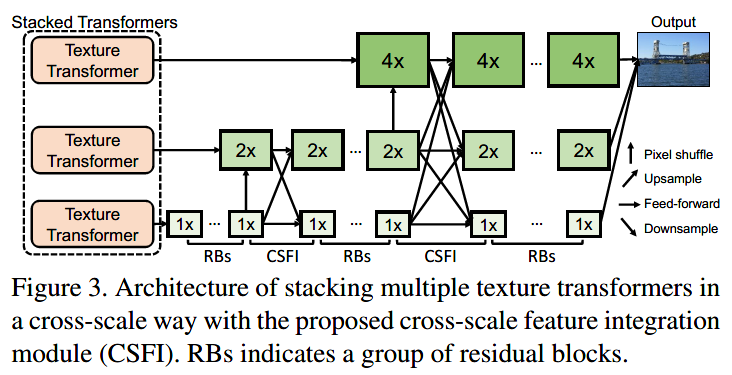 Stacked Transformers
Output
Texture
Transformer
4x
4x
...
4x
Texture
Transformer
2x
2x
...
2x
2x
...
2x
Pixel shuffle
Upsample
Feed-forward
Downsample
Texture
Transformer
1x
...
1x
1x
...
1x
1x
...
1x
RBs
CSFI
RBs
CSFI
RBs
Figure 3. Architecture of stacking multiple texture transformers in
a cross-scale way with the proposed cross-scale feature integration
module (CSFI). RBs indicates a group of residual blocks.